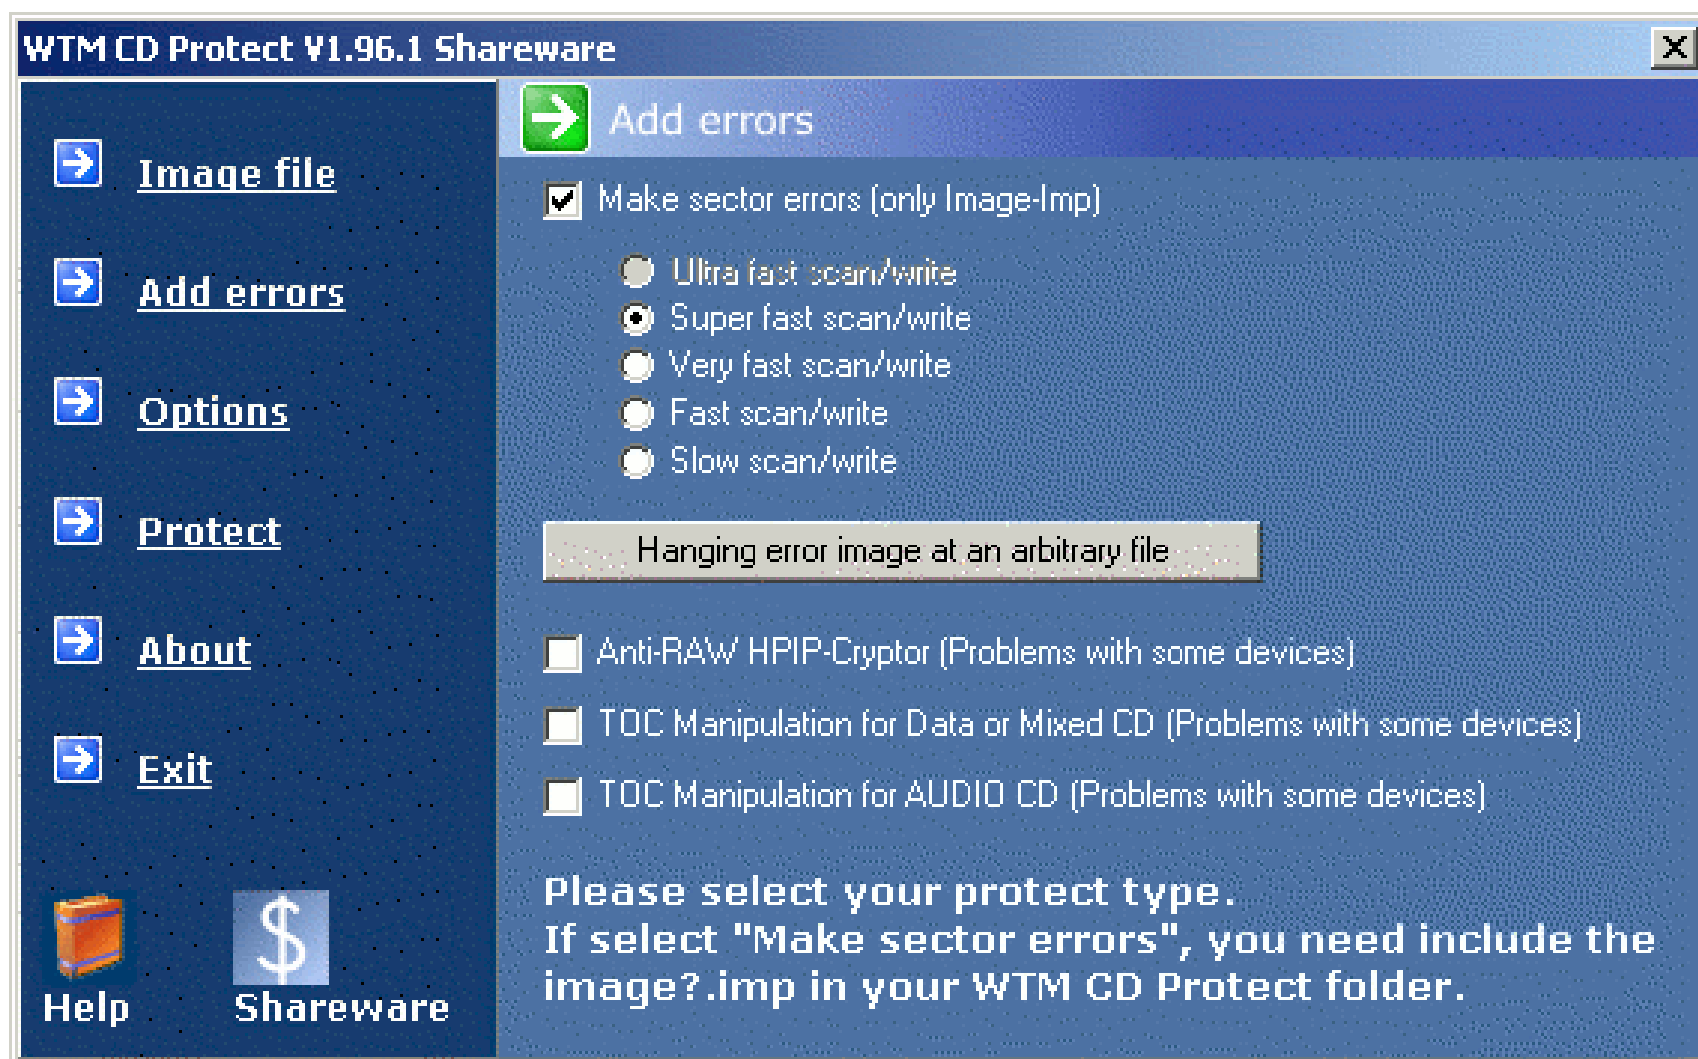 WTM CD Protect V1.96.1 Shareware
Image file
Add errors
Options
Protect
About
Exit
Help
Shareware
Add errors
Make sector errors (only Image-Imp)
Ultra fast scan/write
Super fast scan/write
Very fast scan/write
Fast scan/write
Slow scan/write
Hanging error image at an arbitrary file
Anti-RAW HPIP-Cryptor (Problems with some devices)
TOC Manipulation for Data or Mixed CD (Problems with some devices)
TOC Manipulation for AUDIO CD (Problems with some devices)
Please select your protect type.
If select "Make sector errors", you need include the
image?.imp in your WTM CD Protect folder.